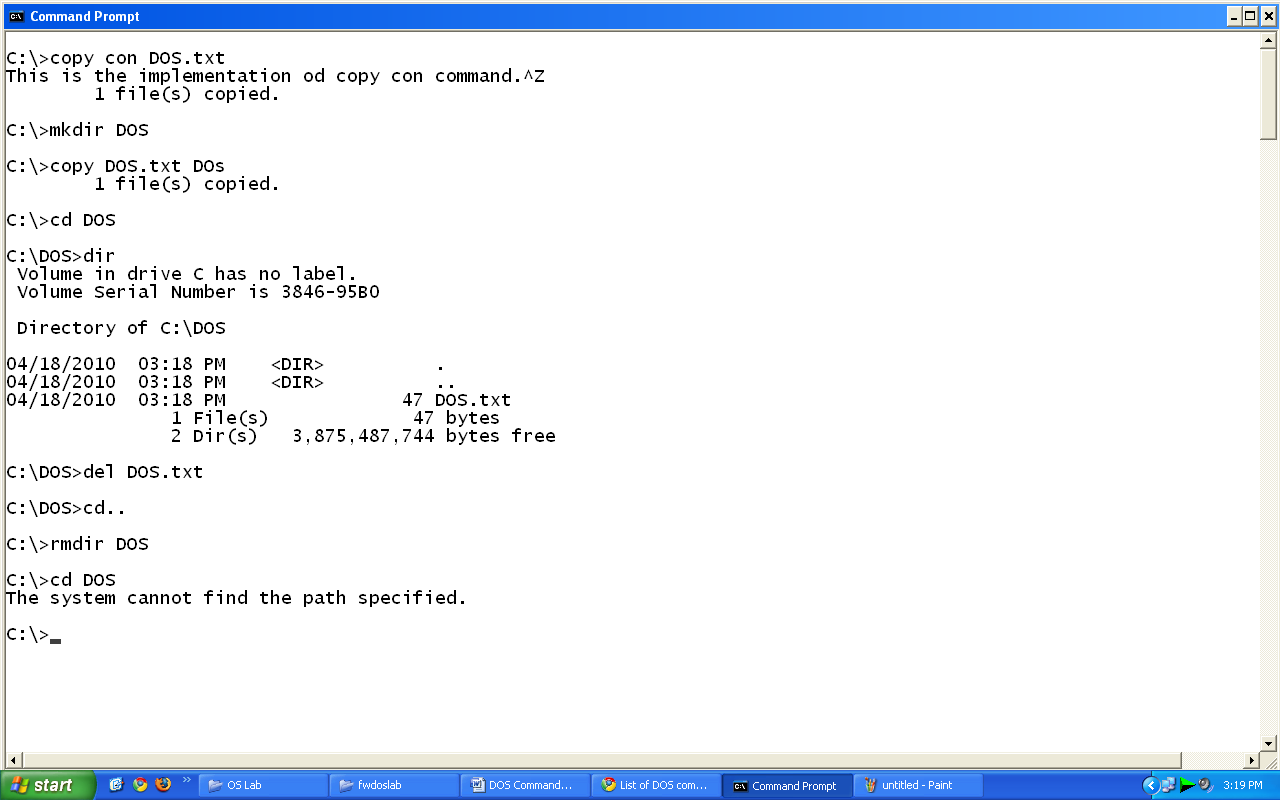 Command Prompt
C:\>copy con DOS.txt
This is the implementation od copy con command.^Z
        1 file(s) copied.
C:\>mkdir DOS
C:\>copy DOS.txt DOs
        1 file(s) copied.
C:\>cd DOS
C:\DOS>dir
 Volume in drive C has no label.
 Volume Serial Number is 3846-95B0
 Directory of C:\DOS
04/18/2010  03:18 PM    <DIR>          .
04/18/2010  03:18 PM    <DIR>          ..
04/18/2010  03:18 PM                47 DOS.txt
               1 File(s)             47 bytes
               2 Dir(s)   3,875,487,744 bytes free
C:\DOS>del DOS.txt
C:\DOS>cd..
C:\>rmdir DOS
C:\>cd DOS
The system cannot find the path specified.
C:\>_
start » OS Lab fwdoslab DOS Command... List of DOS com... Command Prompt untitled - Paint 3:19 PM